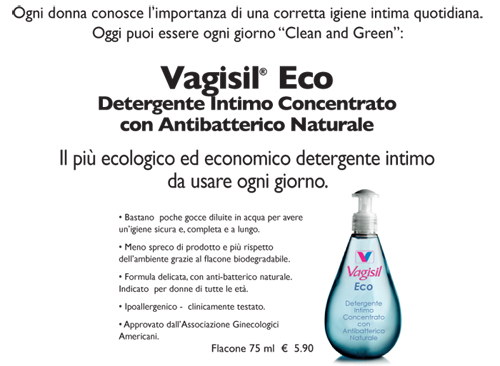 Ogni donna conosce l'importanza di una corretta igiene intima quotidiana.
Oggi puoi essere ogni giorno "Clean and Green":
Vagisil® Eco
Detergente Intimo Concentrato
con Antibatterico Naturale
Il più ecologico ed economico detergente intimo
da usare ogni giorno.
• Bastano poche gocce diluite in acqua per avere
un'igiene sicura e, completa e a lungo.
• Meno spreco di prodotto e più rispetto
dell'ambiente grazie al flacone biodegradabile.
• Formula delicata, con anti-batterico naturale.
Indicato per donne di tutte le età.
• Ipoallergenico - clinicamente testato.
• Approvato dall'Associazione Ginecologici
Americani.
Flacone 75 ml € 5.90
Vagisil
Eco
Detergente
Intimo
Concentrato
con
Antibatterico
Naturale